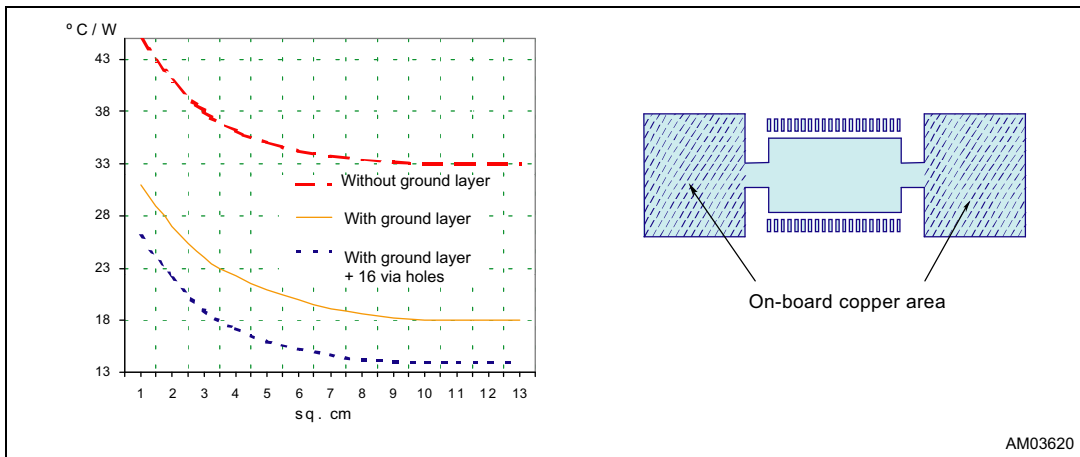 º C / W
43
38
33
28
23
18
13
1 2 3 4 5 6 7 8 9 10 11 12 13
sq. cm
Without ground layer
With ground layer
With ground layer
+ 16 via holes
On-board copper area
AM03620